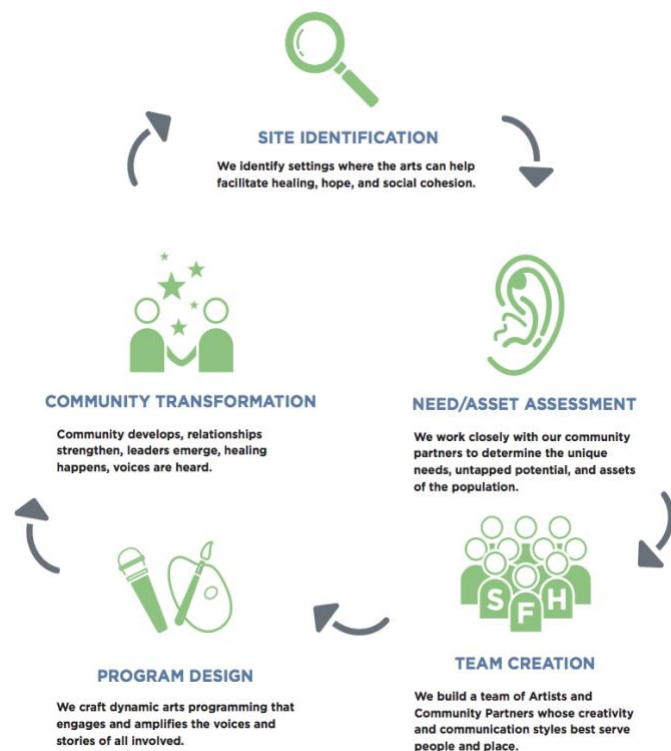 SITE IDENTIFICATION
We identify settings where the arts can help
facilitate healing, hope, and social cohesion.
NEED/ASSET ASSESSMENT
We work closely with our community
partners to determine the unique
needs, untapped potential, and assets
of the population.
S F H
TEAM CREATION
We build a team of Artists and
Community Partners whose creativity
and communication styles best serve
people and place.
PROGRAM DESIGN
We craft dynamic arts programming that
engages and amplifies the voices and
stories of all involved.
COMMUNITY TRANSFORMATION
Community develops, relationships
strengthen, leaders emerge, healing
happens, voices are heard.